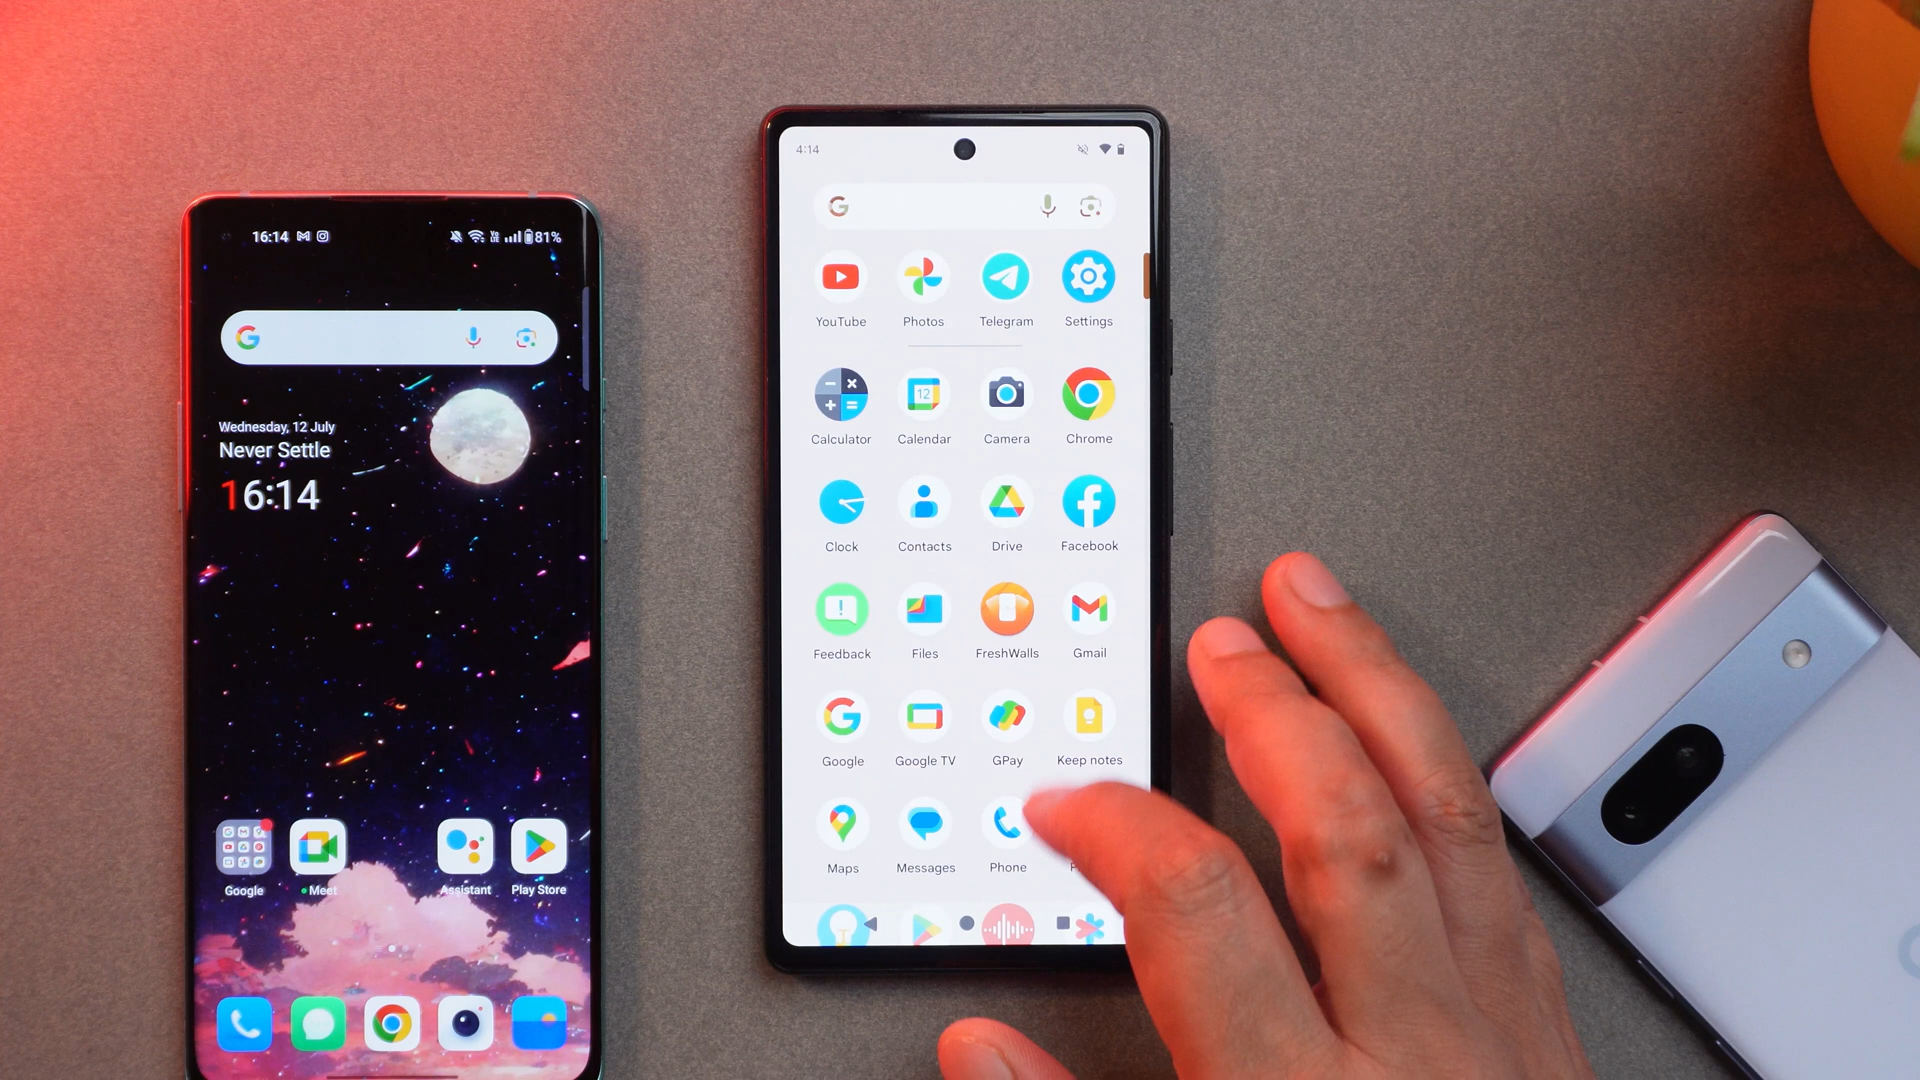 16:14
81%
Wednesday, 12 July
Never Settle
16:14
Google
Meet
Assistant
Play Store
4:14
YouTube
Photos
Telegram
Settings
Calculator
Calendar
Camera
Chrome
12
Clock
Contacts
Drive
Facebook
Feedback
Files
FreshWalls
Gmail
Google
Google TV
GPay
Keep notes
Maps
Messages
Phone